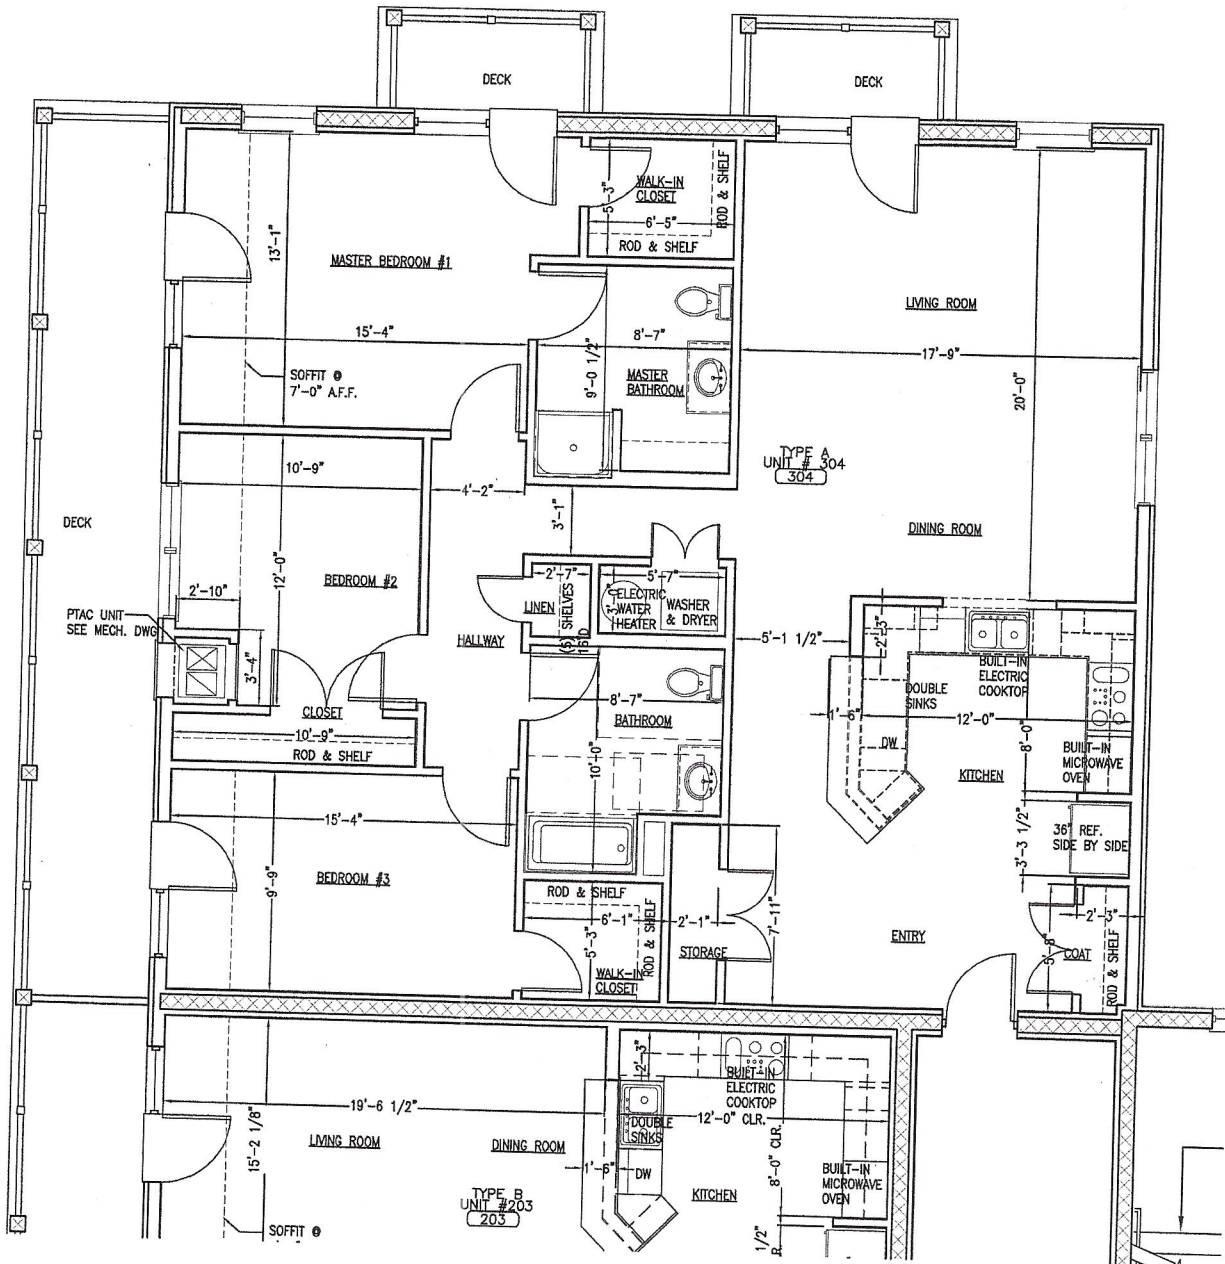 DECK
DECK
WALK-IN
CLOSET
5'-3"
6'-5"
ROD & SHELF
ROD & SHELF
13'-1"
MASTER BEDROOM #1
15'-4"
SOFFIT @
7'-0" A.F.F.
8'-7"
9'-0 1/2"
MASTER
BATHROOM
LIVING ROOM
17'-9"
20'-0"
TYPE A
UNIT # 304
304
10'-9"
4'-2"
3'-1"
DECK
DINING ROOM
BEDROOM #2
12'-0"
2'-10"
PTAC UNIT
SEE MECH. DWG
3'-4"
2'-7"
LINEN
SHELVES
5'-7"
ELECTRIC
WATER
HEATER
WASHER
& DRYER
HALLWAY
5'-1 1/2"
2'-3"
BUILT-IN
ELECTRIC
COOKTOP
DOUBLE
SINKS
8'-7"
BATHROOM
10'-0"
CLOSET
10'-9"
ROD & SHELF
1'-6"
12'-0"
8'-0"
DW
KITCHEN
BUILT-IN
MICROWAVE
OVEN
15'-4"
9'-9"
BEDROOM #3
36" REF.
SIDE BY SIDE
3'-3 1/2"
ROD & SHELF
6'-1"
ROD & SHELF
5'-3"
WALK-IN
CLOSET
2'-1"
STORAGE
7'-11"
ENTRY
2'-3"
5'-8"
COAT
ROD & SHELF
19'-6 1/2"
15'-2 1/8"
LIVING ROOM
DINING ROOM
2'-3"
BUILT-IN
ELECTRIC
COOKTOP
DOUBLE
SINKS
12'-0" CLR.
8'-0" CLR.
1'-6"
DW
KITCHEN
BUILT-IN
MICROWAVE
OVEN
TYPE B
UNIT #203
203
SOFFIT @
1/2"
R.